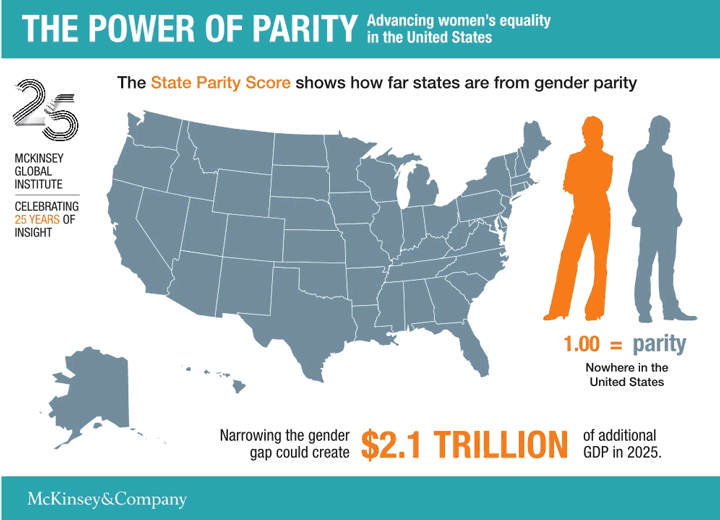 THE POWER OF PARITY
Advancing women's equality
in the United States
The State Parity Score shows how far states are from gender parity
25
MCKINSEY
GLOBAL
INSTITUTE
CELEBRATING
25 YEARS OF
INSIGHT
1.00 = parity
Nowhere in the
United States
Narrowing the gender
gap could create
$2.1 TRILLION
of additional
GDP in 2025.
McKinsey&Company